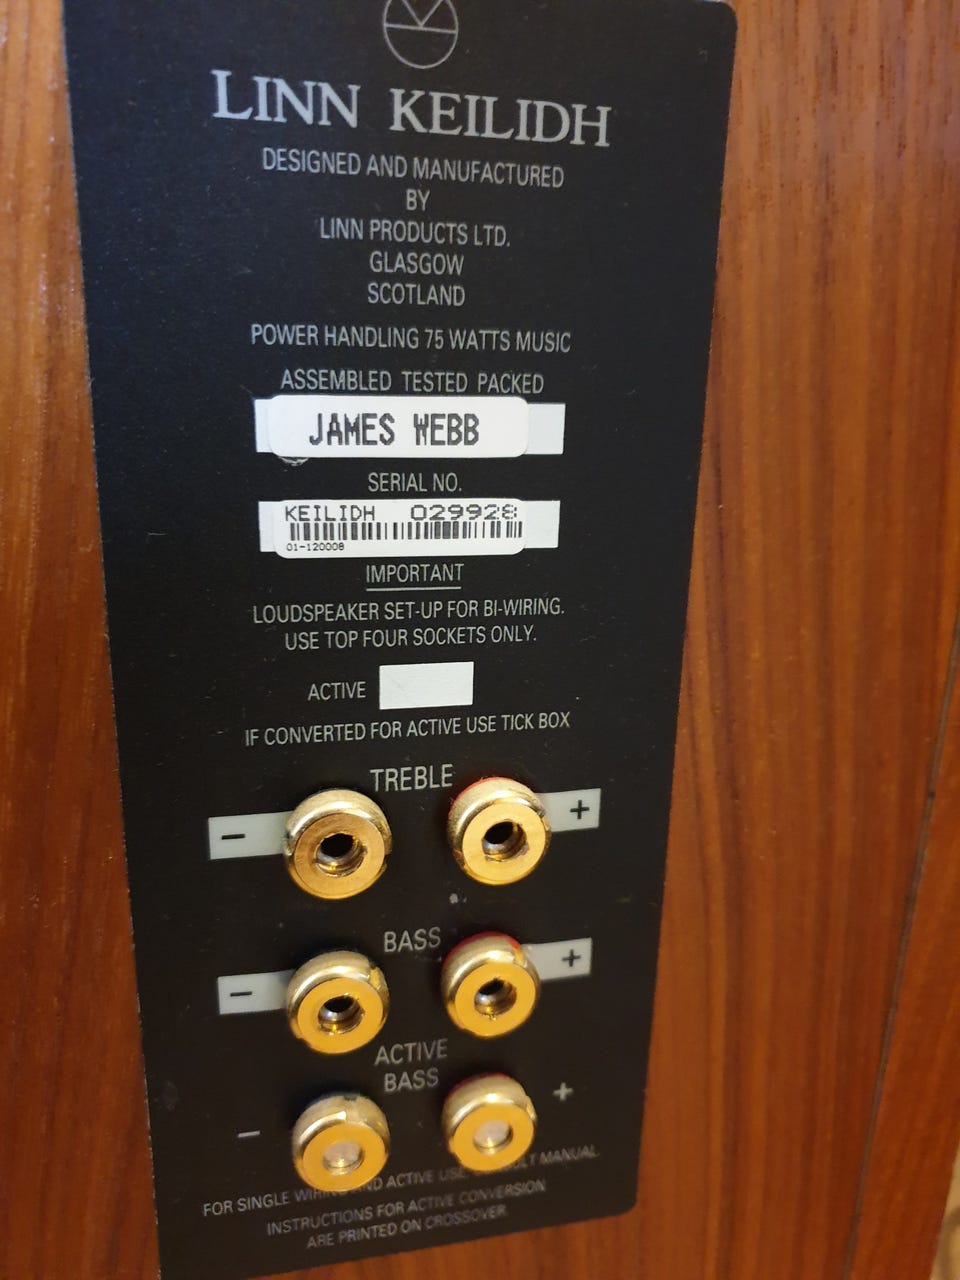 LINN KEILIDH
DESIGNED AND MANUFACTURED
BY
LINN PRODUCTS LTD.
GLASGOW
SCOTLAND
POWER HANDLING 75 WATTS MUSIC
ASSEMBLED TESTED PACKED
JAMES WEBB
SERIAL NO.
KEILIDH 029928
01-120008
IMPORTANT
LOUDSPEAKER SET-UP FOR BI-WIRING.
USE TOP FOUR SOCKETS ONLY.
ACTIVE
IF CONVERTED FOR ACTIVE USE TICK BOX
TREBLE
− +
BASS
− +
ACTIVE
BASS
− +
FOR SINGLE AND ACTIVE USE MANUAL
INSTRUCTIONS FOR ACTIVE CONVERSION
ARE PRINTED ON CROSSOVER.